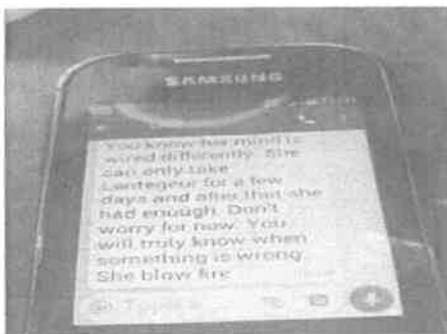 SAMSUNG
You know her mind is
wired differently. She
can only take
Lantegeur for a few
days and after that she
had enough. Don't
worry for now. You
will truly know when
something is wrong.
She blow fire